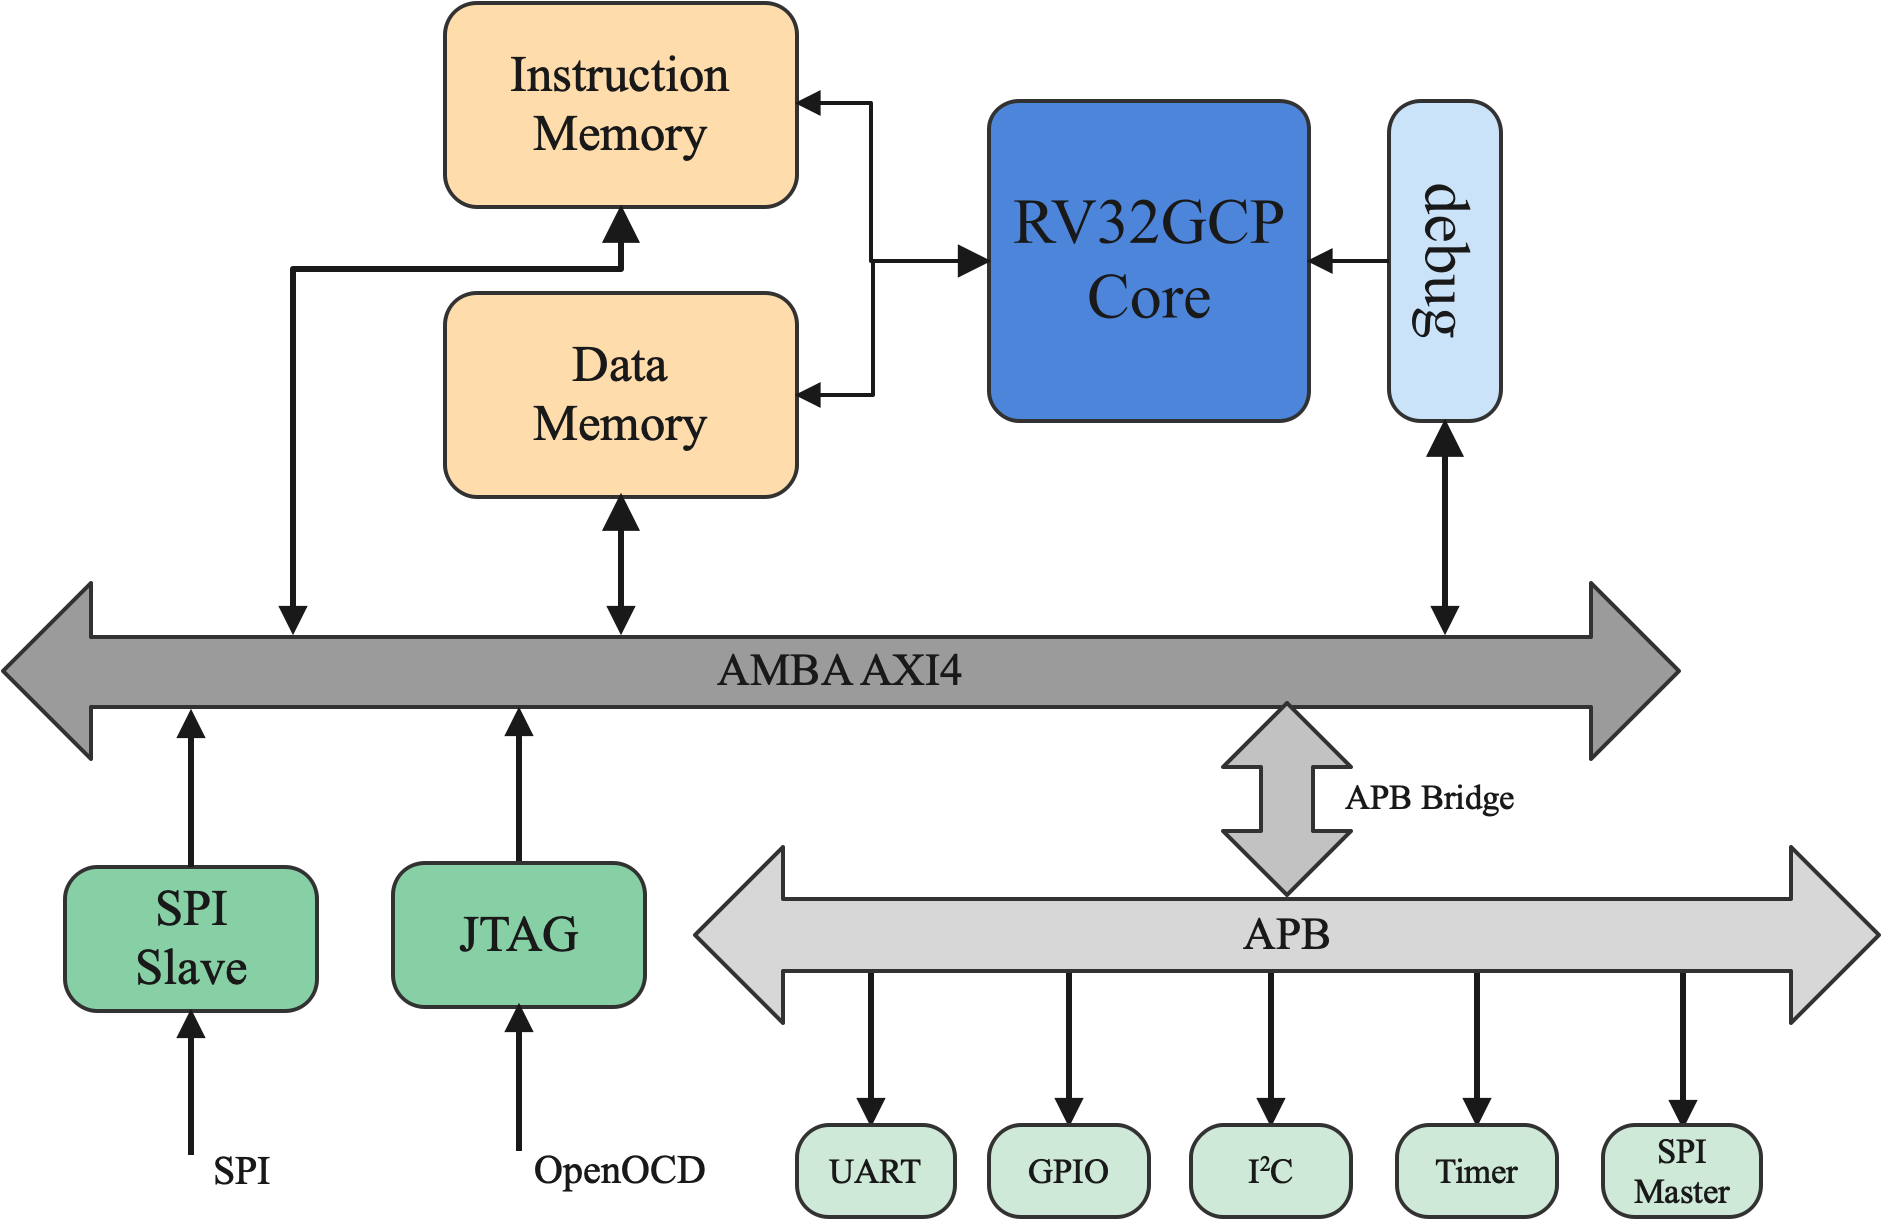 Instruction
Memory
RV32GCP
Core
debug
Data
Memory
AMBA AXI4
APB Bridge
SPI
Slave
JTAG
APB
SPI
OpenOCD
UART
GPIO
I²C
Timer
SPI
Master